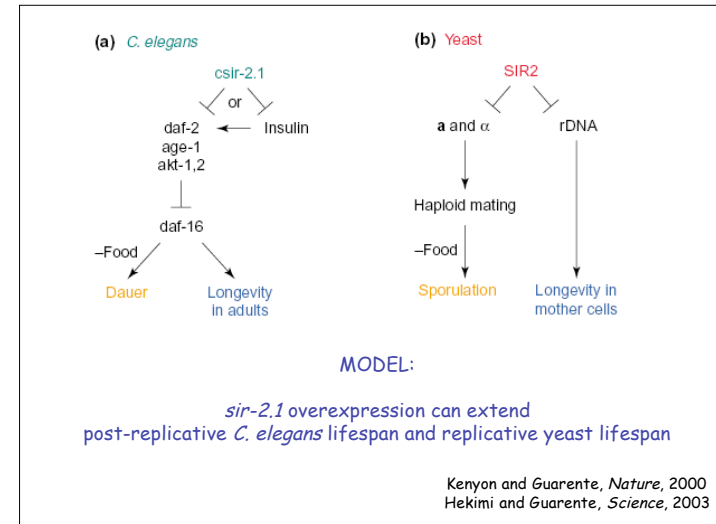 (a) C. elegans
csir-2.1
or
daf-2
Insulin
age-1
akt-1,2
daf-16
–Food
Dauer
Longevity
in adults
(b) Yeast
SIR2
a and α
rDNA
Haploid mating
–Food
Sporulation
Longevity in
mother cells
MODEL:
sir-2.1 overexpression can extend
post-replicative C. elegans lifespan and replicative yeast lifespan
Kenyon and Guarente, Nature, 2000
Hekimi and Guarente, Science, 2003